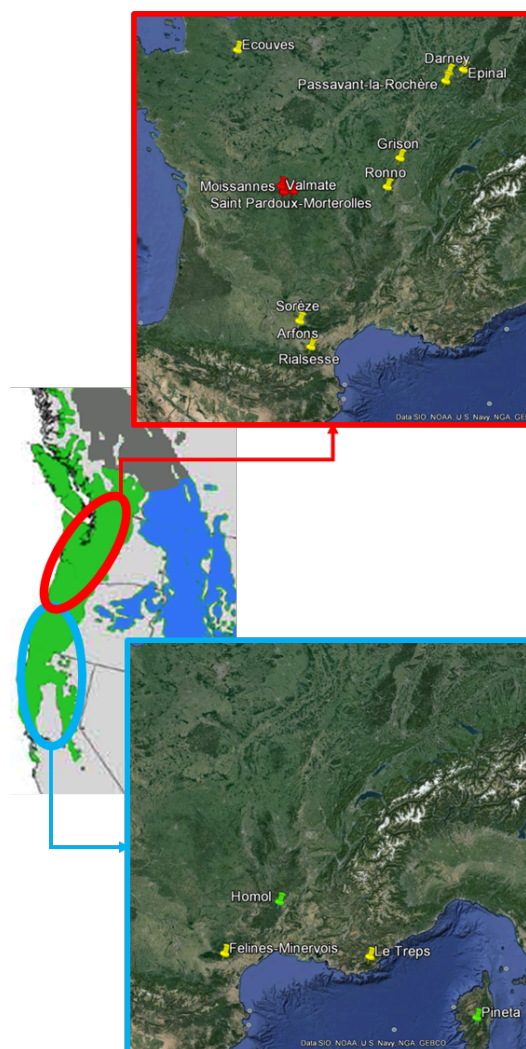 Ecouves
Darney
Epinal
Passavant-la-Rochère
Grison
Ronno
Moissannes
Valmate
Saint Pardoux-Morterolles
Sorèze
Arfons
Rialsesse
Data SIO, NOAA, U.S. Navy, NGA, GE
Homol
Felines-Minervois
Le Treps
Pineta
Data SIO, NOAA, U.S. Navy, NGA, GEBCO